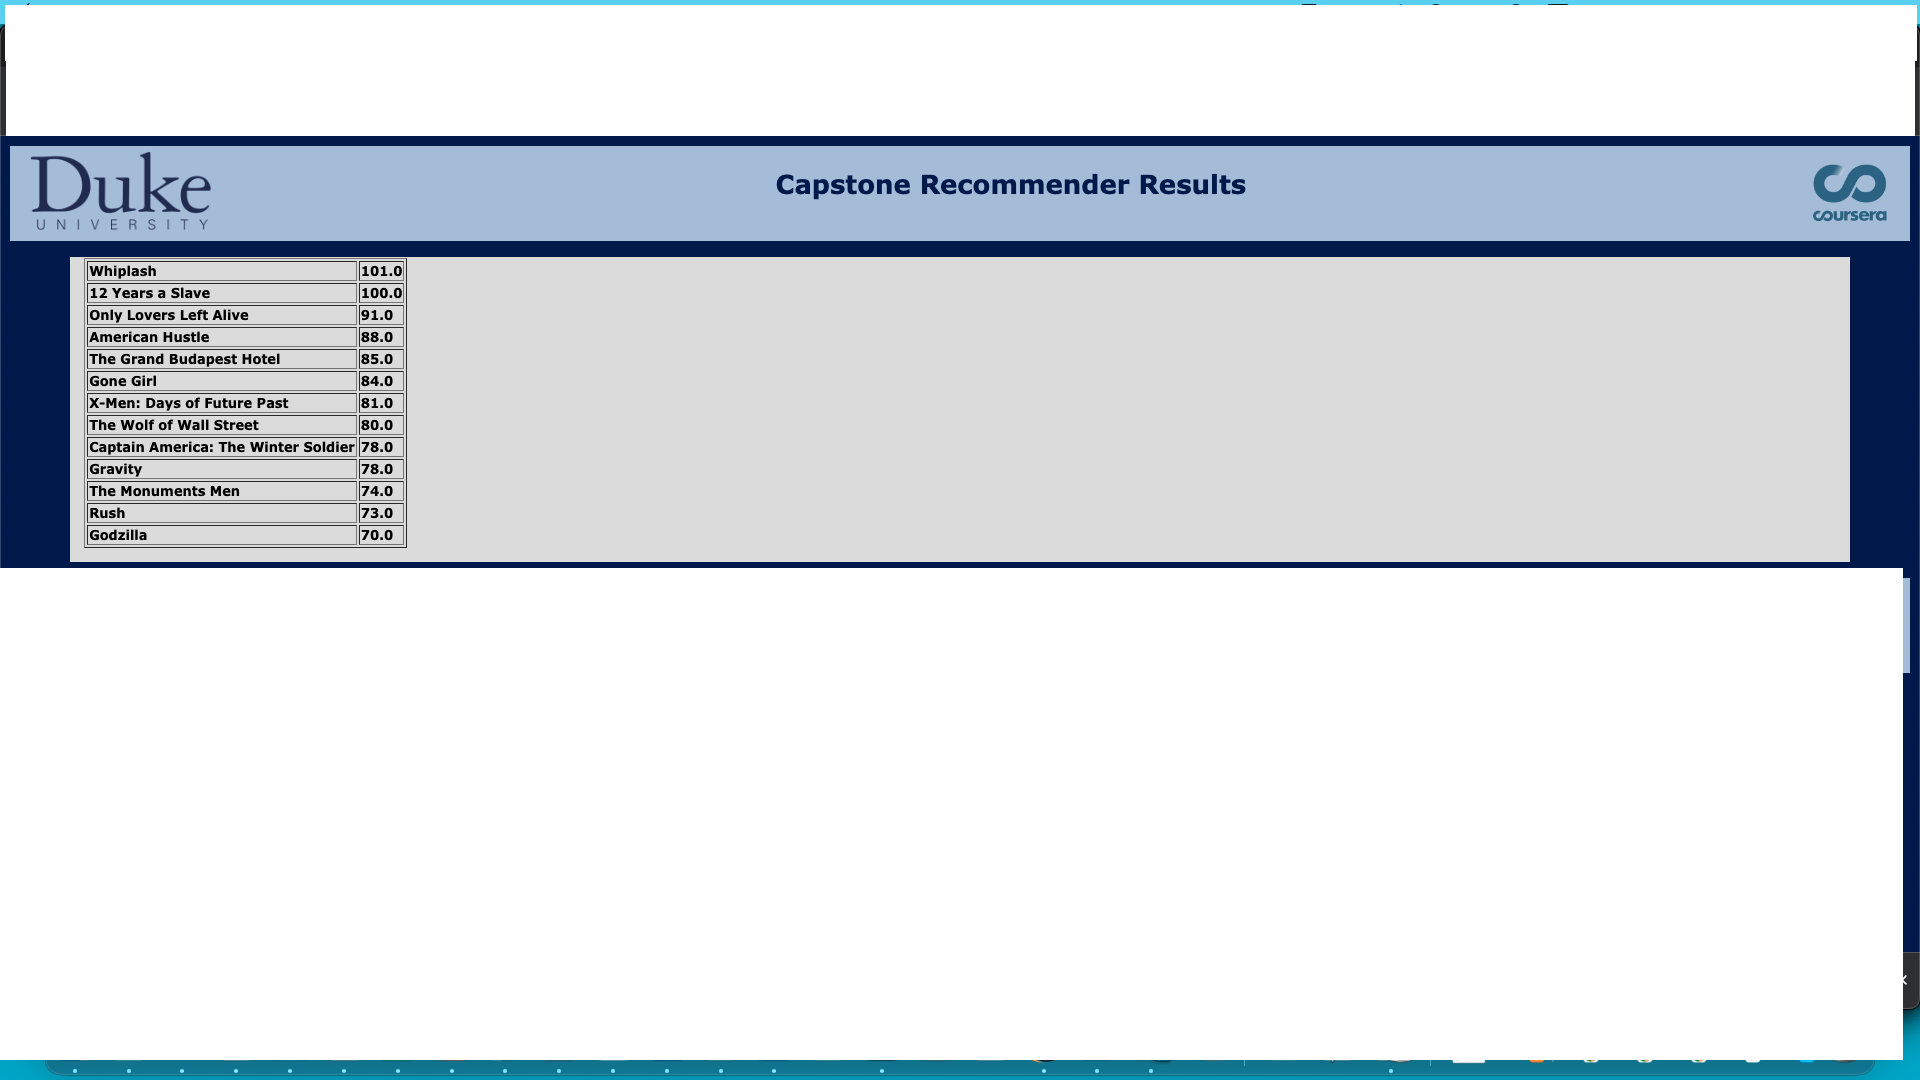 Duke
UNIVERSITY
Capstone Recommender Results
coursera
Whiplash 101.0
12 Years a Slave 100.0
Only Lovers Left Alive 91.0
American Hustle 88.0
The Grand Budapest Hotel 85.0
Gone Girl 84.0
X-Men: Days of Future Past 81.0
The Wolf of Wall Street 80.0
Captain America: The Winter Soldier 78.0
Gravity 78.0
The Monuments Men 74.0
Rush 73.0
Godzilla 70.0